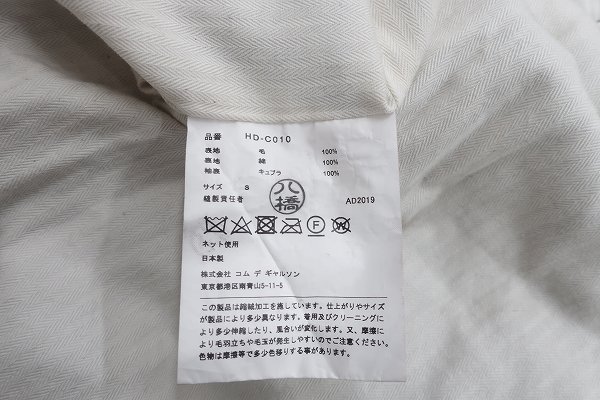 品番 HD-C010
表地 毛 100%
裏地 綿 100%
袖裏 キュプラ 100%
サイズ S
縫製責任者 八橋 AD2019
ネット使用
日本製
株式会社 コム デ ギャルソン
東京都港区南青山5-11-5
この製品は縮絨加工を施しています。仕上がりやサイズ
が製品により多少異なります。着用及びクリーニングに
より多少伸縮したり、風合いが変化します。又、摩擦に
より毛羽立ちや毛玉が発生しやすいのでご注意ください。
色物は摩擦等で多少色移りする事が有ります。